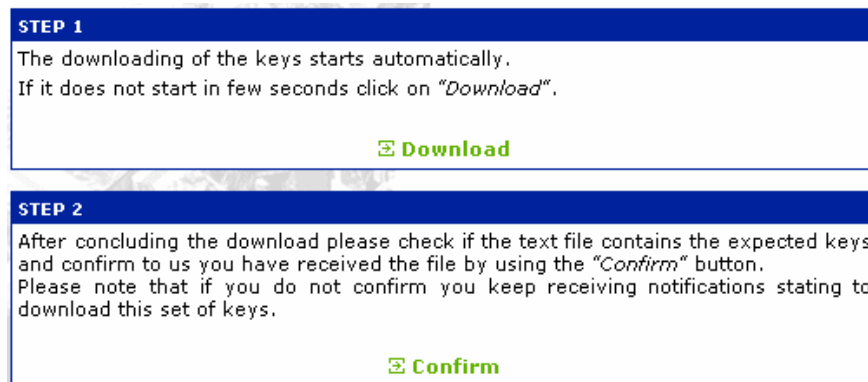 STEP 1
The downloading of the keys starts automatically.
If it does not start in few seconds click on "Download".
Download
STEP 2
After concluding the download please check if the text file contains the expected keys
and confirm to us you have received the file by using the "Confirm" button.
Please note that if you do not confirm you keep receiving notifications stating to
download this set of keys.
Confirm